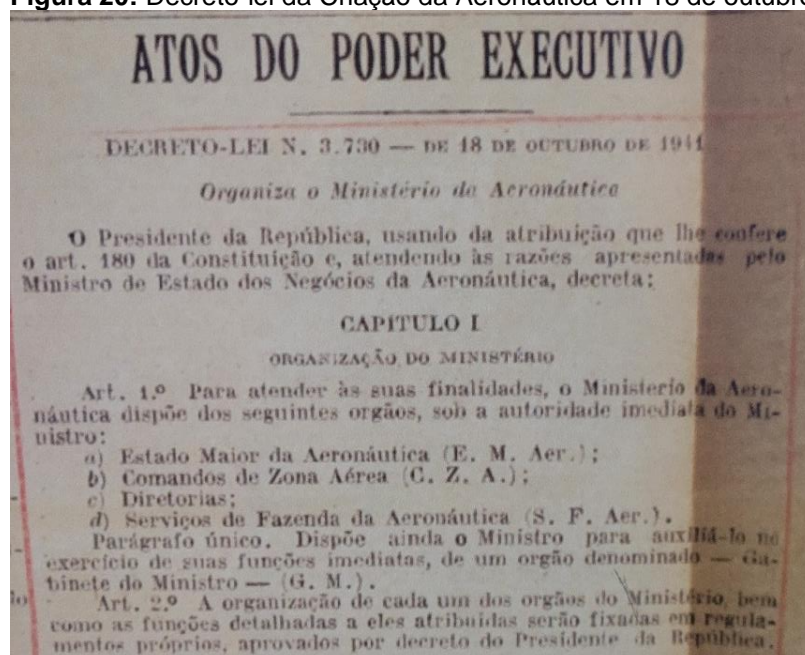 Figura 20: Decreto-lei da Criação da Aeronáutica em 18 de outubro
ATOS DO PODER EXECUTIVO
DECRETO-LEI N. 3.730 — DE 18 DE OUTUBRO DE 1941
Organiza o Ministério da Aeronáutica
O Presidente da República, usando da atribuição que lhe confere
o art. 180 da Constituição e, atendendo às razões apresentadas pelo
Ministro de Estado dos Negócios da Aeronáutica, decreta:
CAPÍTULO I
ORGANIZAÇÃO DO MINISTÉRIO
Art. 1.º Para atender às suas finalidades, o Ministerio da Aero-
náutica dispõe dos seguintes orgãos, sob a autoridade imediata do Mi-
nistro:
a) Estado Maior da Aeronáutica (E. M. Aer.);
b) Comandos de Zona Aérea (C. Z. A.);
c) Diretorias;
d) Serviços de Fazenda da Aeronáutica (S. F. Aer.).
Parágrafo único. Dispõe ainda o Ministro para auxiliá-lo no
exercício de suas funções imediatas, de um orgão denominado — Ga-
binete do Ministro — (G. M.).
Art. 2.º A organização de cada um dos orgãos do Ministério, bem
como as funções detalhadas a eles atribuidas serão fixadas em regula-
mentos próprios, aprovados por decreto do Presidente da República.